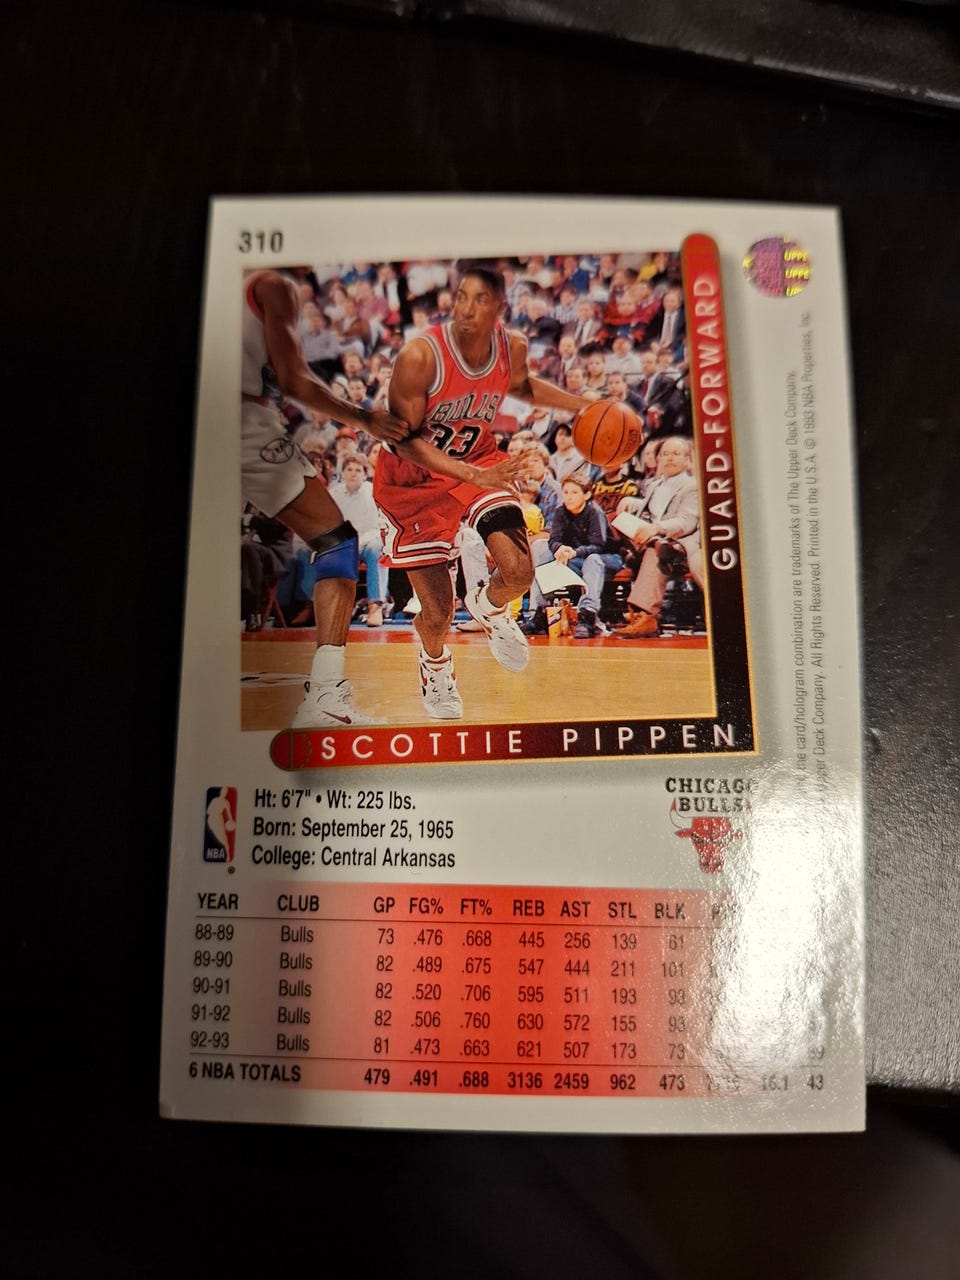 310
UPPE
UPPE
UP
GUARD-FORWARD
BULLS
33
SCOTTIE PIPPEN
the card/hologram combination are trademarks of The Upper Deck Company.
Upper Deck Company. All Rights Reserved. Printed in the U.S.A. © 1993 NBA Properties, Inc.
NBA
Ht: 6'7" • Wt: 225 lbs.
Born: September 25, 1965
College: Central Arkansas
CHICAGO
BULLS
YEAR CLUB GP FG% FT% REB AST STL BLK
88-89 Bulls 73 .476 .668 445 256 139 61
89-90 Bulls 82 .489 .675 547 444 211 101
90-91 Bulls 82 .520 .706 595 511 193 93
91-92 Bulls 82 .506 .760 630 572 155 93
92-93 Bulls 81 .473 .663 621 507 173 73
6 NBA TOTALS 479 .491 .688 3136 2459 962 473 16.1 43